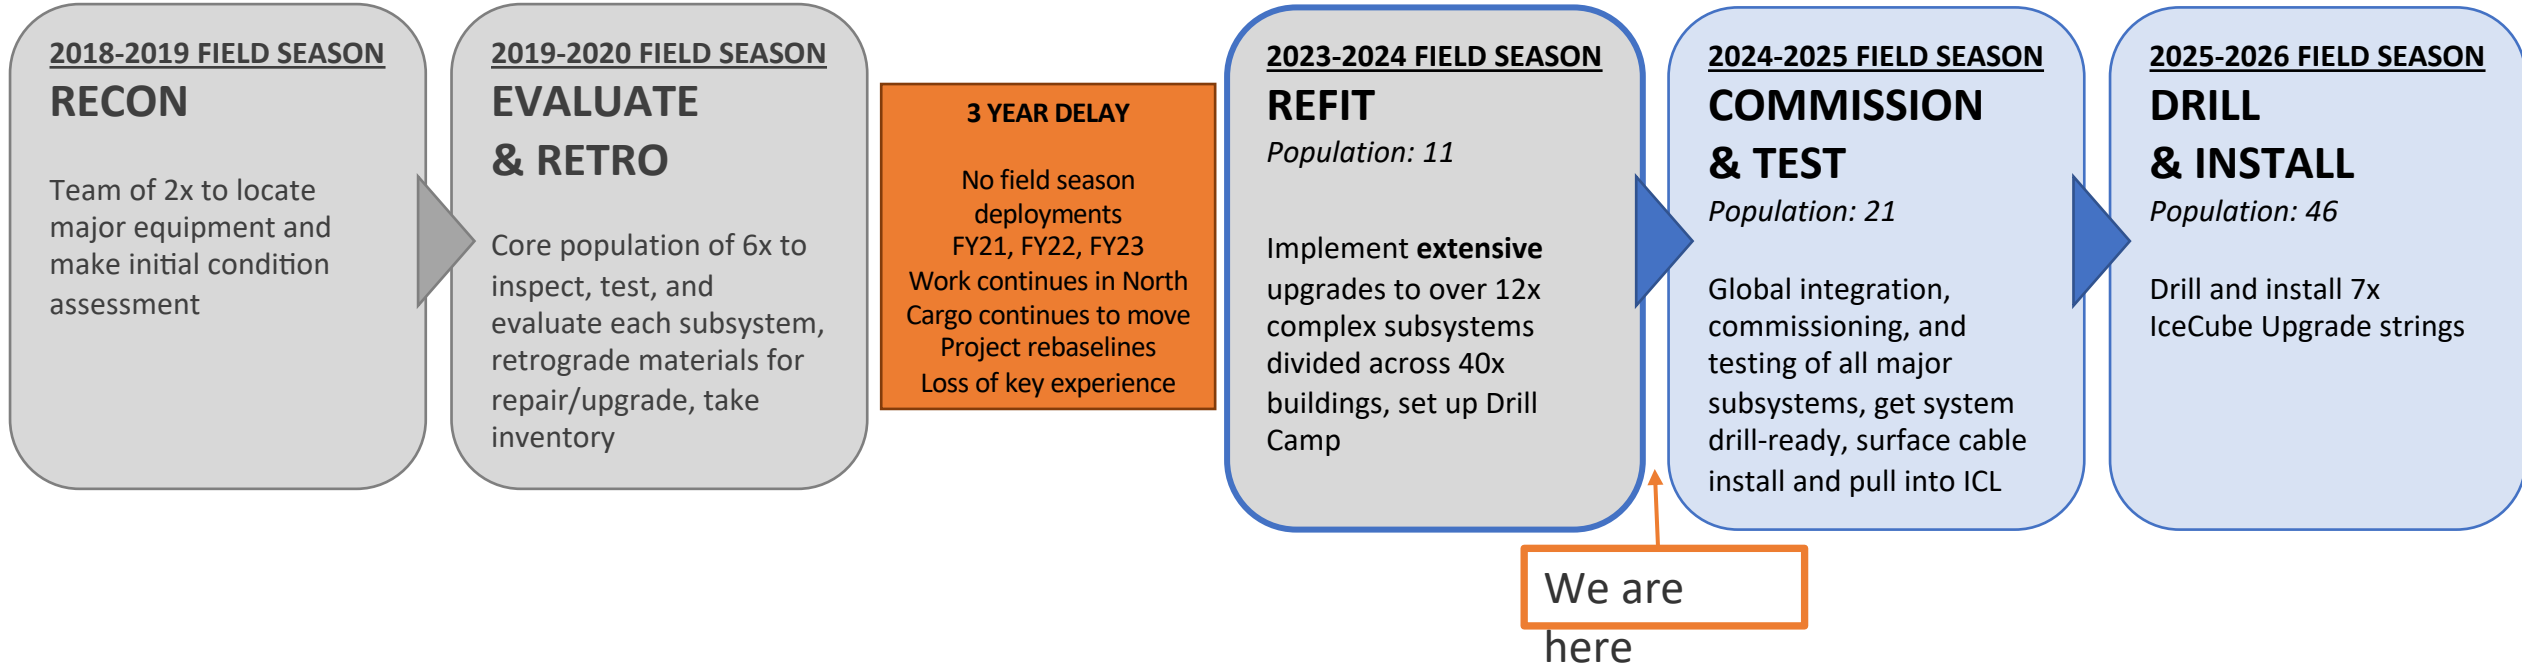 2018-2019 FIELD SEASON
RECON
Team of 2x to locate
major equipment and
make initial condition
assessment
2019-2020 FIELD SEASON
EVALUATE
& RETRO
Core population of 6x to
inspect, test, and
evaluate each subsystem,
retrograde materials for
repair/upgrade, take
inventory
3 YEAR DELAY
No field season
deployments
FY21, FY22, FY23
Work continues in North
Cargo continues to move
Project rebaselines
Loss of key experience
2023-2024 FIELD SEASON
REFIT
Population: 11
Implement extensive
upgrades to over 12x
complex subsystems
divided across 40x
buildings, set up Drill
Camp
2024-2025 FIELD SEASON
COMMISSION
& TEST
Population: 21
Global integration,
commissioning, and
testing of all major
subsystems, get system
drill-ready, surface cable
install and pull into ICL
2025-2026 FIELD SEASON
DRILL
& INSTALL
Population: 46
Drill and install 7x
IceCube Upgrade strings
We are
here